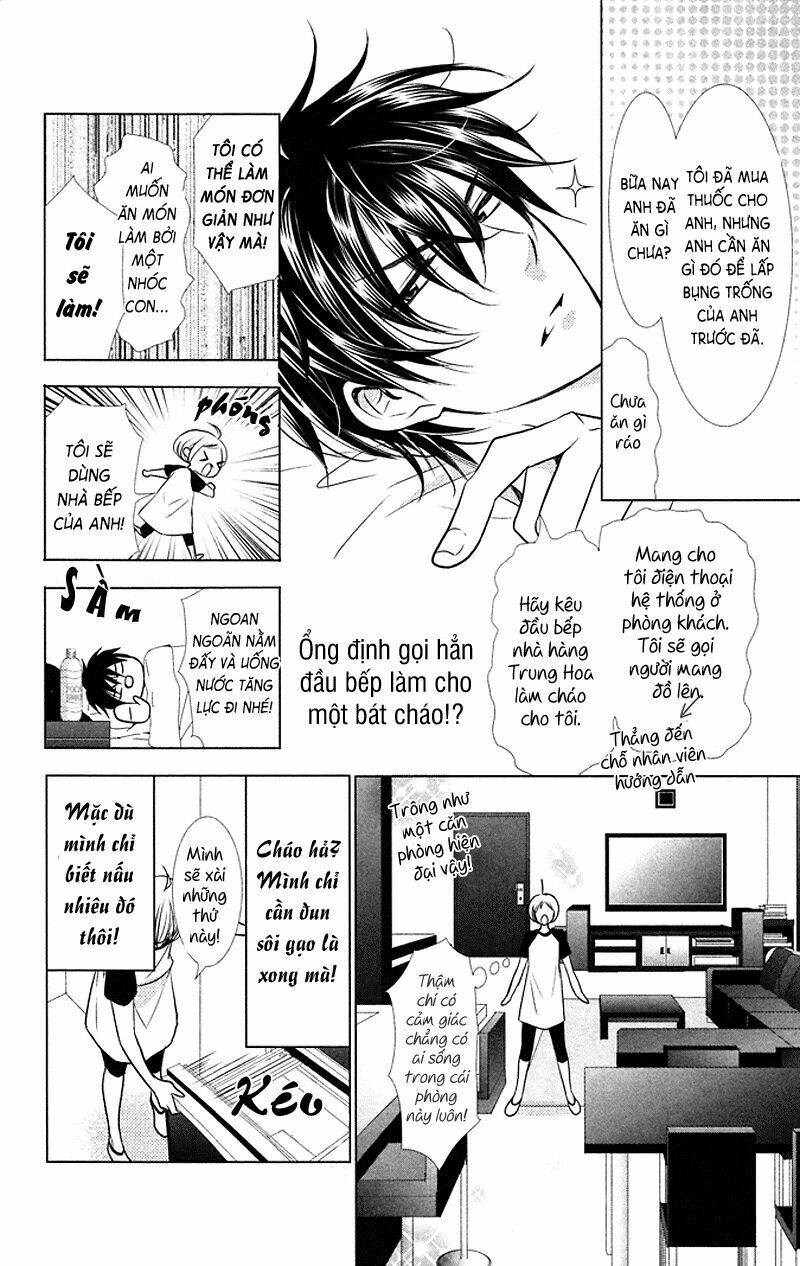 TÔI ĐÃ MUA
THUỐC CHO
ANH, NHƯNG
ANH CẦN ĂN
GÌ ĐÓ ĐỂ LẤP
BỤNG TRỐNG
CỦA ANH
TRƯỚC ĐÃ.
BỮA NAY
ANH ĐÃ
ĂN GÌ
CHƯA?
Chưa
ăn gì
ráo
Mang cho
tôi điện thoại
hệ thống ở
phòng khách.
Tôi sẽ gọi
người mang
đồ lên.
Thẳng đến
chỗ nhân viên
hướng dẫn
Hãy kêu
đầu bếp
nhà hàng
Trung Hoa
làm cháo
cho tôi.
Ổng định gọi hẳn
đầu bếp làm cho
một bát cháo!?
TÔI CÓ
THỂ LÀM
MÓN ĐƠN
GIẢN NHƯ
VẬY MÀ!
AI
MUỐN
ĂN MÓN
LÀM BỞI
MỘT
NHÓC
CON...
Tôi
sẽ
làm!
phóng
TÔI SẼ
DÙNG
NHÀ BẾP
CỦA ANH!
SẦm
NGOAN
NGOÃN NẰM
ĐẤY VÀ UỐNG
NƯỚC TĂNG
LỰC ĐI NHÉ!
Trông như
một căn
phòng hiện
đại vậy!
Thậm
chí có
cảm giác
chẳng có
ai sống
trong cái
phòng
này luôn!
Cháo hả?
Mình chỉ
cần đun
sôi gạo là
xong mà!
Mình
sẽ xài
những
thứ
này!
Mặc dù
mình chỉ
biết nấu
nhiêu đó
thôi!
Kéo